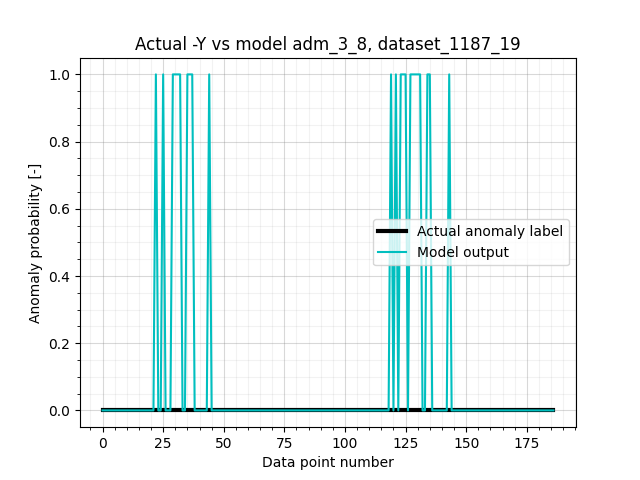 Actual -Y vs model adm_3_8, dataset_1187_19
Anomaly probability [-]
1.0
0.8
0.6
0.4
0.2
0.0
Actual anomaly label
Model output
0 25 50 75 100 125 150 175
Data point number